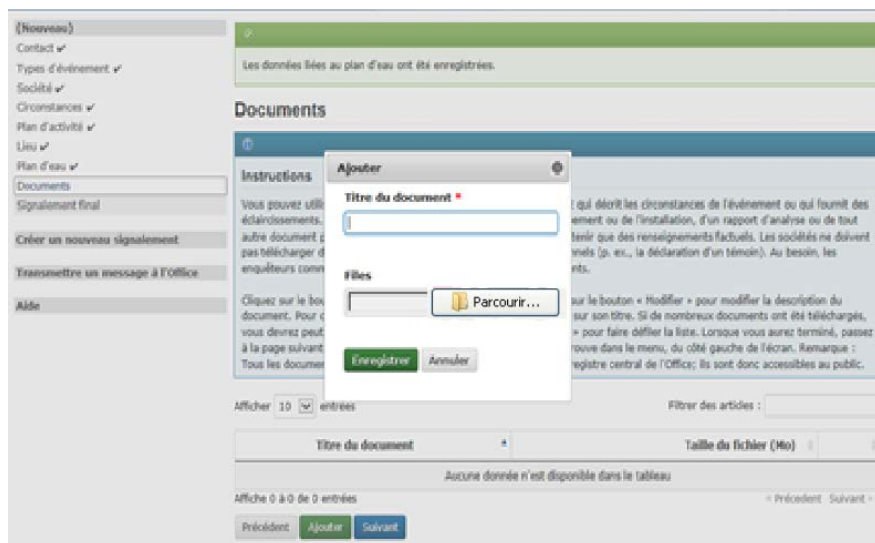 (Nouveau)
Contact ✔
Types d'événement ✔
Société ✔
Circonstances ✔
Plan d'activité ✔
Lieu ✔
Plan d'eau ✔
Documents
Signalement final
Créer un nouveau signalement
Transmettre un message à l'Office
Aide
Les données liées au plan d'eau ont été enregistrées.
Documents
Instructions
Vous pouvez utili
qui décrit les circonstances de l'événement ou qui fournit des
éclaircissements.
ement ou de l'installation, d'un rapport d'analyse ou de tout
autre document p
tenir que des renseignements factuels. Les sociétés ne doivent
pas télécharger d
nnels (p. ex., la déclaration d'un témoin). Au besoin, les
enquêteurs comm
nts.
Cliquez sur le bou
sur le bouton « Modifier » pour modifier la description du
document. Pour c
sur son titre. Si de nombreux documents ont été téléchargés,
vous devrez peut
» pour faire défiler la liste. Lorsque vous aurez terminé, passez
à la page suivant
rouve dans le menu, du côté gauche de l'écran. Remarque :
Tous les documen
registre central de l'Office; ils sont donc accessibles au public.
Ajouter
Titre du document *
Files
Parcourir...
Enregistrer Annuler
Afficher 10 entrées
Filtrer des articles :
Titre du document Taille du fichier (Mo)
Aucune donnée n'est disponible dans le tableau
Affiche 0 à 0 de 0 entrées
Précédent Suivant
Précédent Ajouter Suivant